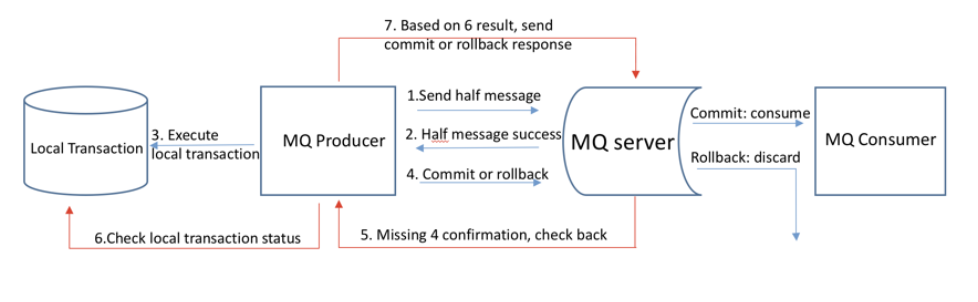 7. Based on 6 result, send
commit or rollback response
1.Send half message
Commit: consume
3. Execute
2. Half message success
MQ Producer
MQ server
MQ Consumer
Local Transaction
local transaction
Rollback: discard
4. Commit or rollback
6.Check local transaction status
5. Missing 4 confirmation, check back